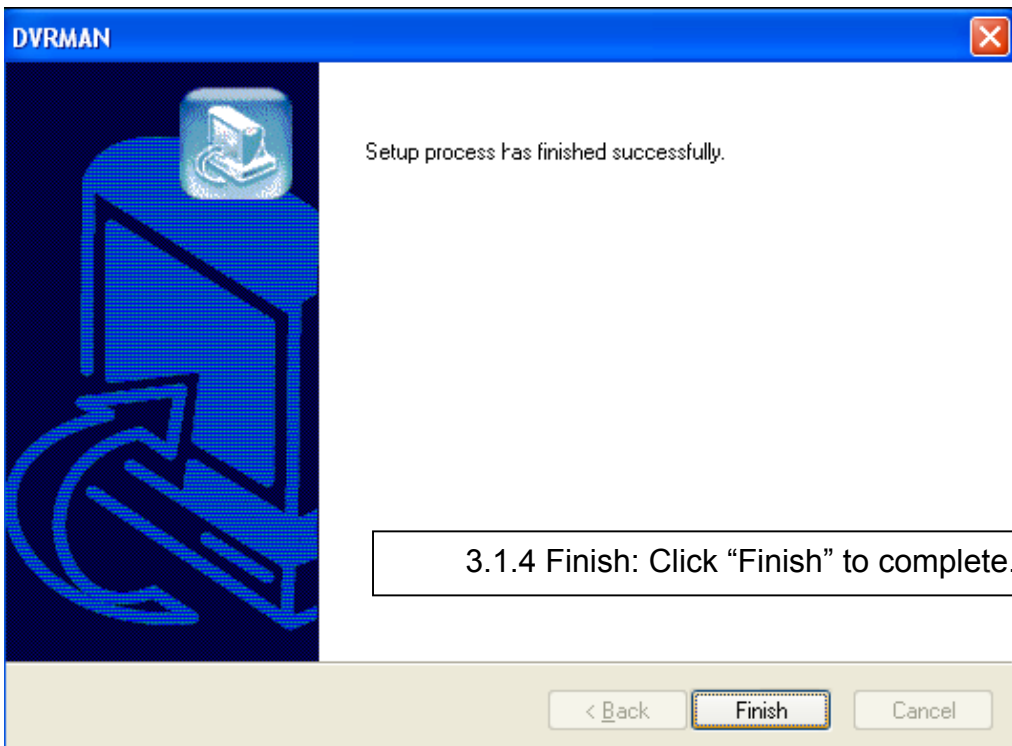 DVRMAN
Setup process has finished successfully.
3.1.4 Finish: Click “Finish” to complete.
< Back
Finish
Cancel